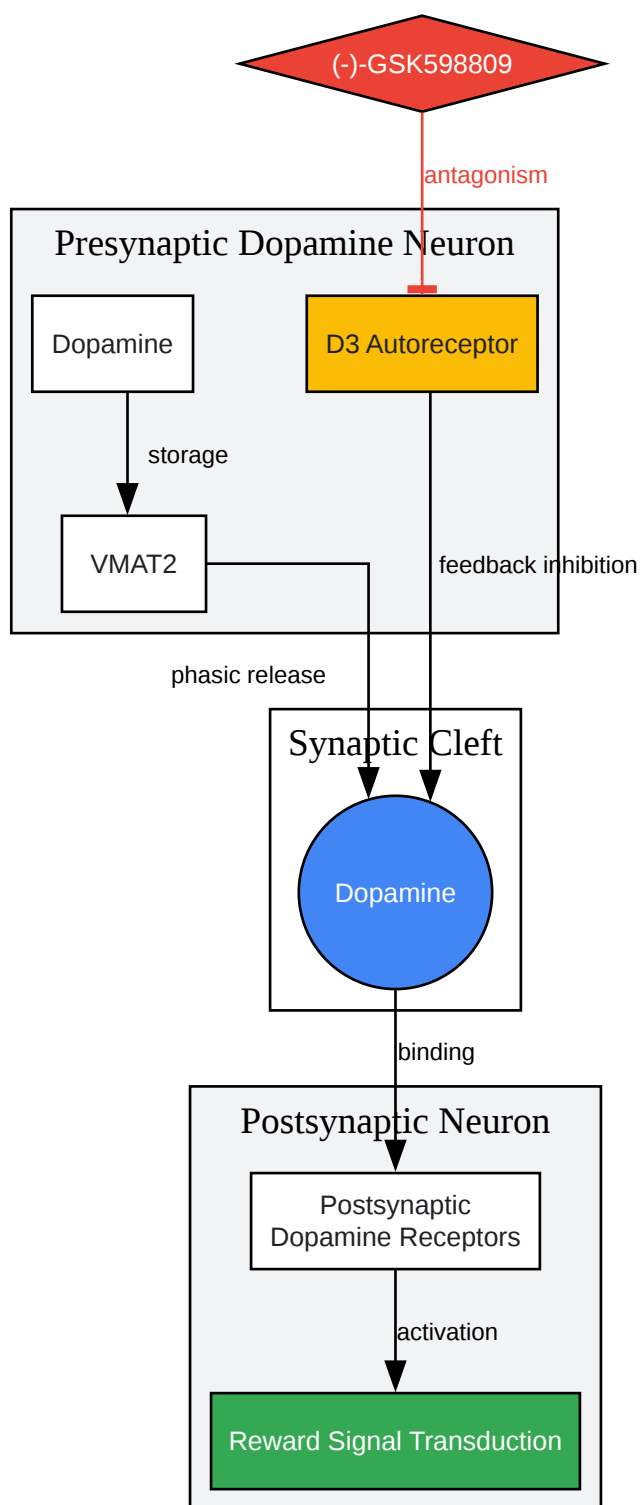 (-)-GSK598809
antagonism
Presynaptic Dopamine Neuron
Dopamine
D3 Autoreceptor
storage
VMAT2
feedback inhibition
phasic release
Synaptic Cleft
Dopamine
binding
Postsynaptic Neuron
Postsynaptic
Dopamine Receptors
activation
Reward Signal Transduction